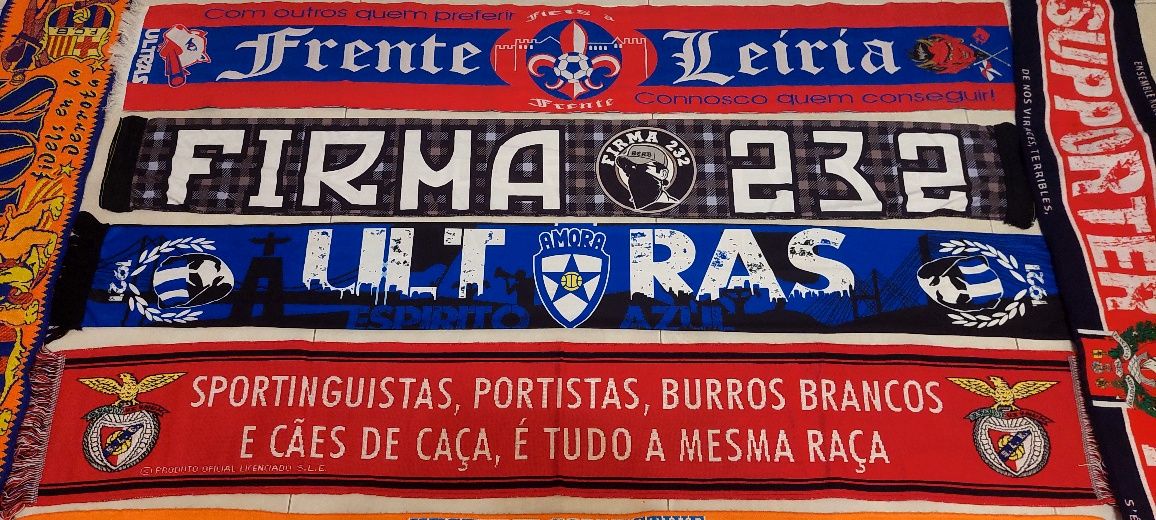 Com outros quem preferir
Fieis a
ULTRAS
Frente
Leiria
Frente
Connosco quem conseguir!
FIRMA
FIRMA 232
232
ULTRAS
AMORA
1921
1921
ESPIRITO
AZUL
SPORTINGUISTAS, PORTISTAS, BURROS BRANCOS
E CÃES DE CAÇA, É TUDO A MESMA RAÇA
© PRODUTO OFICIAL LICENCIADO S.L.B.
fidels en la
derrota
SUPPORTER
DE NOS VIRAGES, TERRIBLES,